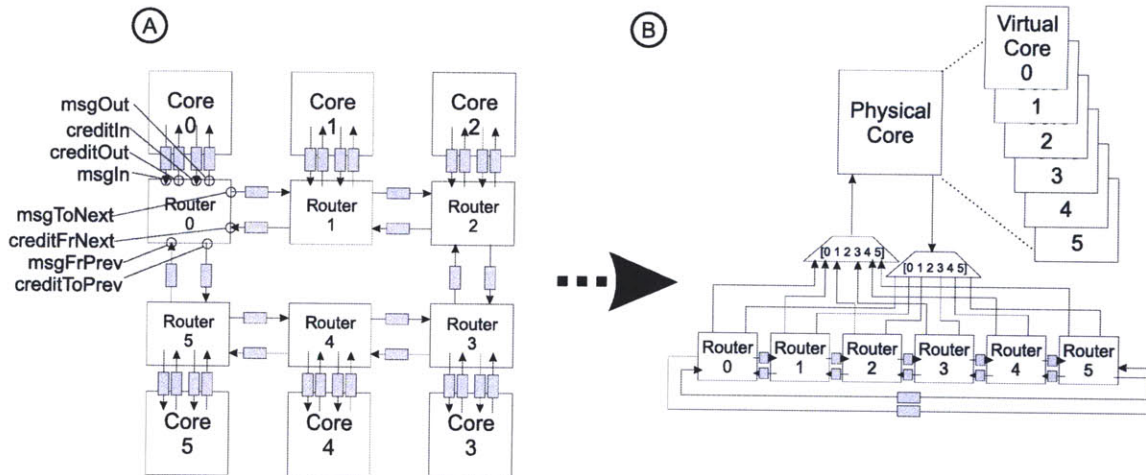 A
Core
0
Core
1
Core
2
msgOut
creditIn
creditOut
msgIn
msgToNext
creditFrNext
msgFrPrev
creditToPrev
Router
0
Router
1
Router
2
Router
5
Router
4
Router
3
Core
5
Core
4
Core
3
B
Physical
Core
Virtual
Core
0
1
2
3
4
5
[0 1 2 3 4 5]
[0 1 2 3 4 5]
Router
0
Router
1
Router
2
Router
3
Router
4
Router
5